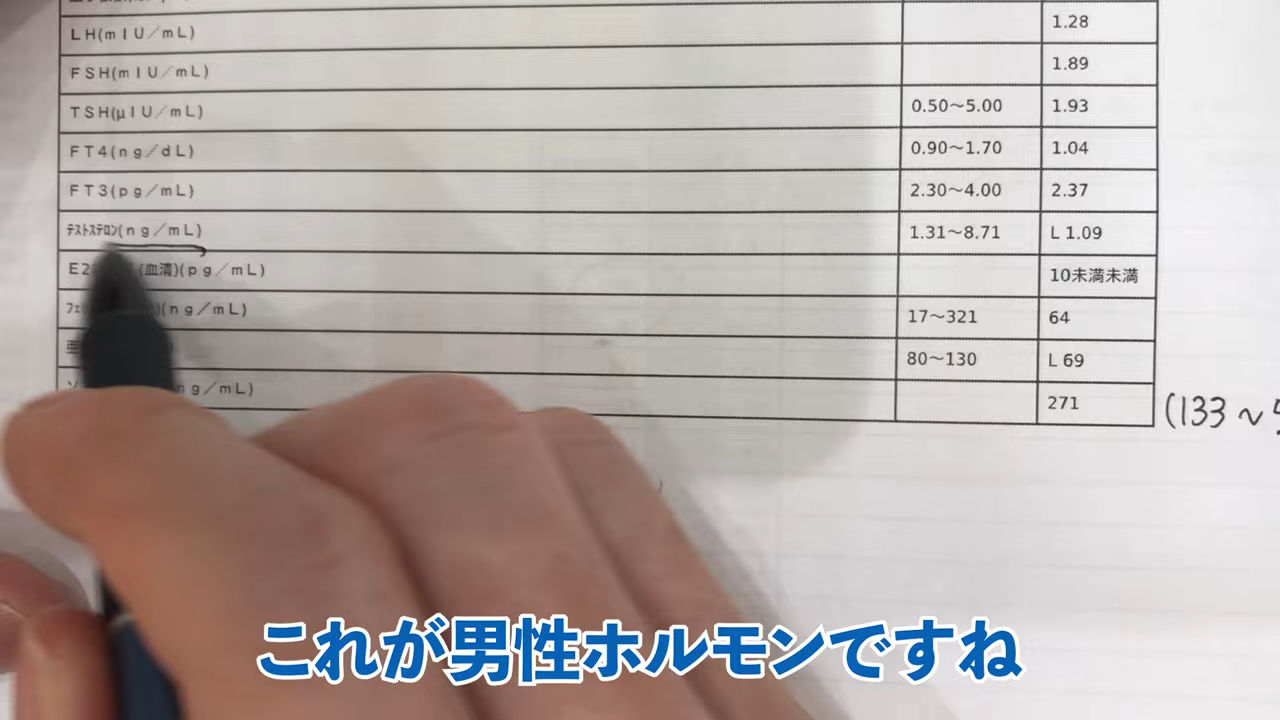 LH(mIU/mL) 1.28
FSH(mIU/mL) 1.89
TSH(μIU/mL) 0.50～5.00 1.93
FT4(ng/dL) 0.90～1.70 1.04
FT3(pg/mL) 2.30～4.00 2.37
ﾃｽﾄｽﾃﾛﾝ(ng/mL) 1.31～8.71 L 1.09
E2 (血清)(pg/mL) 10未満未満
ﾌｪ (ng/mL) 17～321 64
亜 80～130 L 69
ng/mL) 271 (133～5
これが男性ホルモンですね